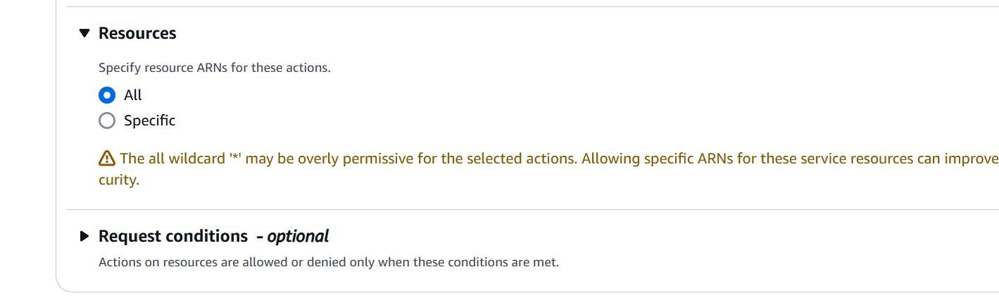 Resources
Specify resource ARNs for these actions.
All
Specific
The all wildcard '*' may be overly permissive for the selected actions. Allowing specific ARNs for these service resources can improve
curity.
Request conditions - optional
Actions on resources are allowed or denied only when these conditions are met.